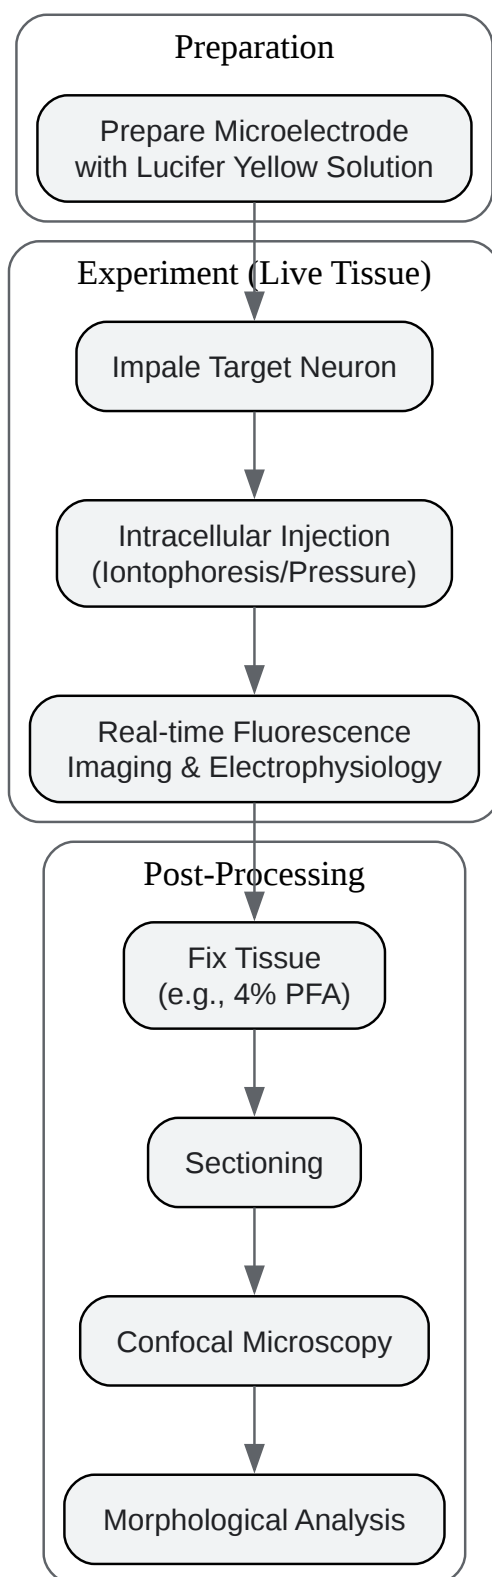 Preparation
Prepare Microelectrode
with Lucifer Yellow Solution
Experiment (Live Tissue)
Impale Target Neuron
Intracellular Injection
(Iontophoresis/Pressure)
Real-time Fluorescence
Imaging & Electrophysiology
Post-Processing
Fix Tissue
(e.g., 4% PFA)
Sectioning
Confocal Microscopy
Morphological Analysis